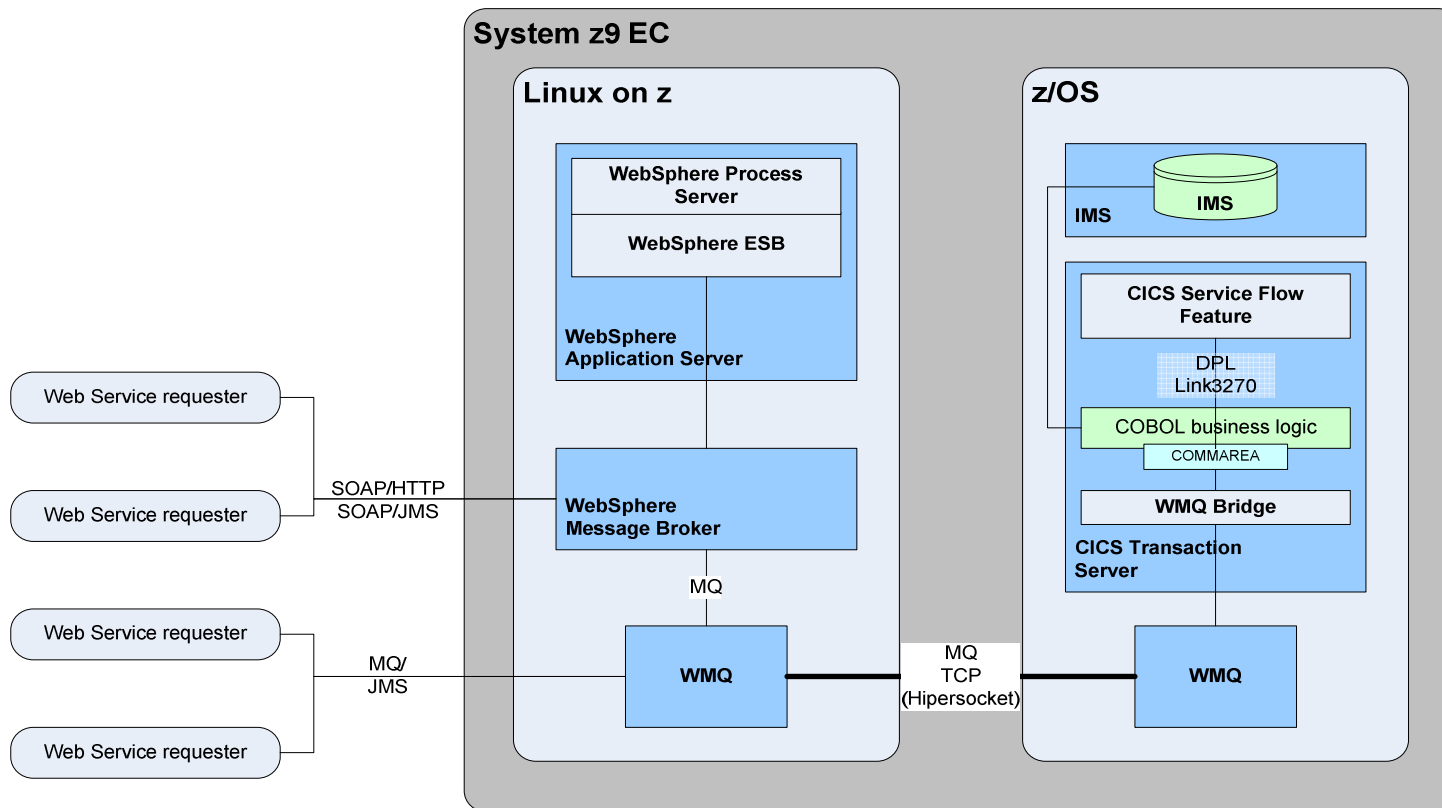 System z9 EC
Linux on z
z/OS
WebSphere Process
Server
WebSphere ESB
WebSphere
Application Server
IMS
IMS
CICS Service Flow
Feature
DPL
Link3270
COBOL business logic
COMMAREA
WMQ Bridge
CICS Transaction
Server
Web Service requester
Web Service requester
SOAP/HTTP
SOAP/JMS
WebSphere
Message Broker
MQ
Web Service requester
Web Service requester
MQ/
JMS
WMQ
MQ
TCP
(Hipersocket)
WMQ